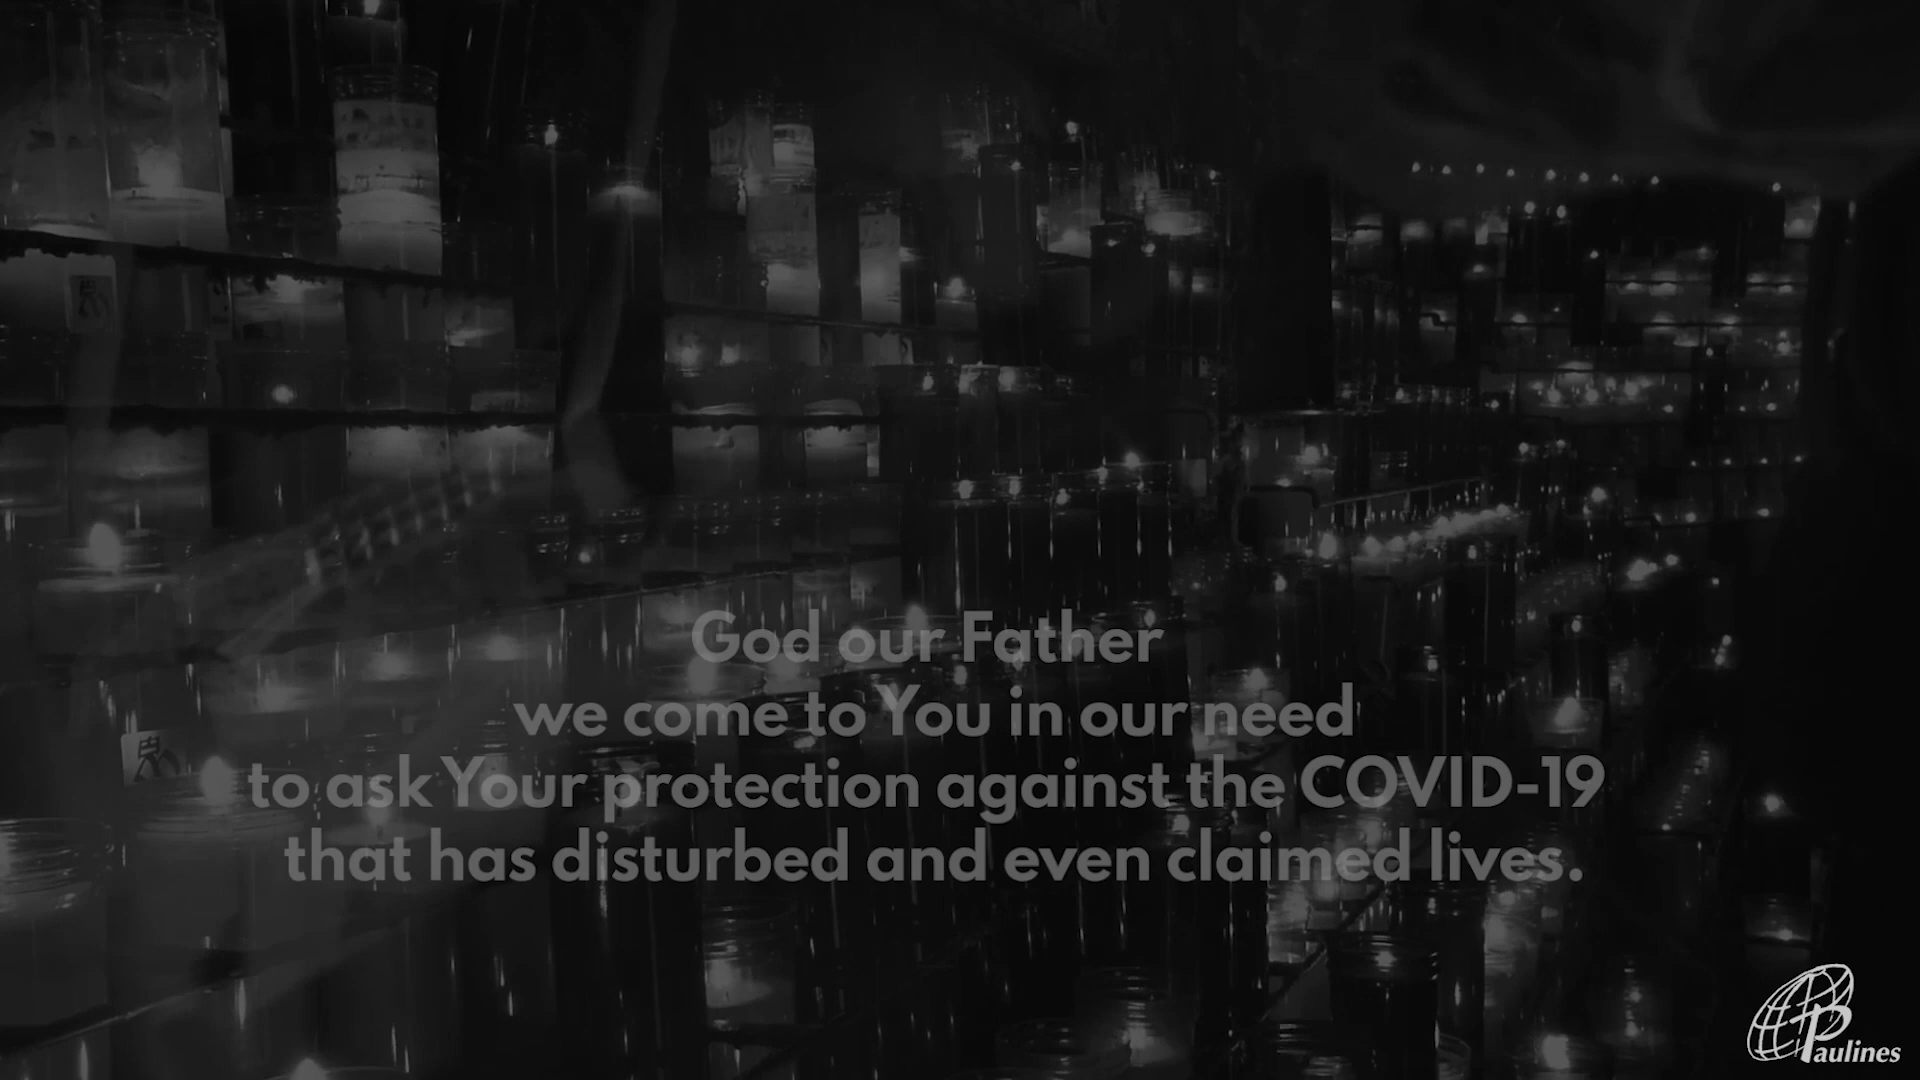 God our Father
we come to You in our need
to ask Your protection against the COVID-19
that has disturbed and even claimed lives.
Paulines